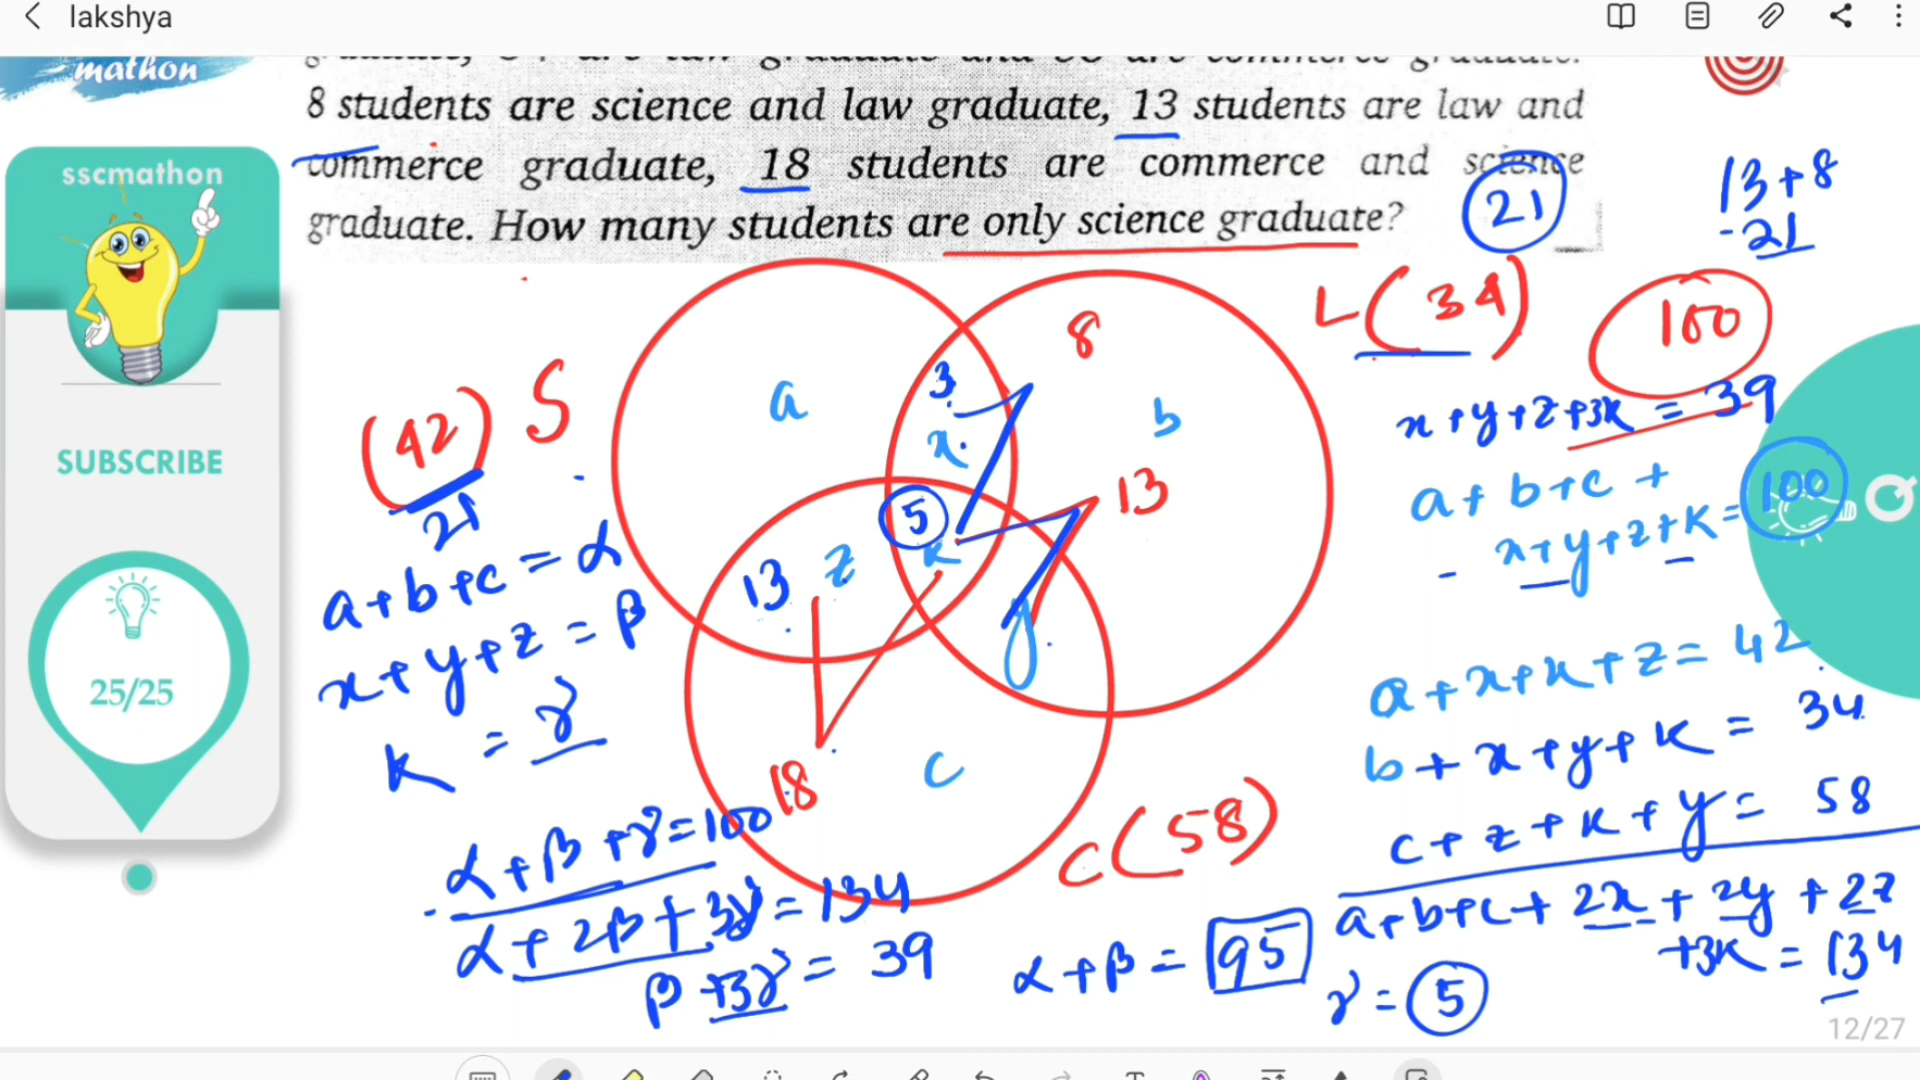 lakshya
mathon
8 students are science and law graduate, 13 students are law and
commerce graduate, 18 students are commerce and science
graduate. How many students are only science graduate?
21
13+8
-21
sscmathon
SUBSCRIBE
25/25
(42) S
21
L(34)
100
a
3
x
8
b
13
5
k
13 z
y
18
c
C(58)
a+b+c = α
x+y+z = β
k = γ
α+β+γ=100
α+2β+3γ=134
β+3γ = 39
α+β = 95
γ = 5
x+y+z+3k = 39
a+b+c+
- x+y+z+k = 100
a+x+k+z = 42
b+x+y+k = 34
c+z+k+y = 58
a+b+c+2x+2y+2z
+3k = 134
12/27